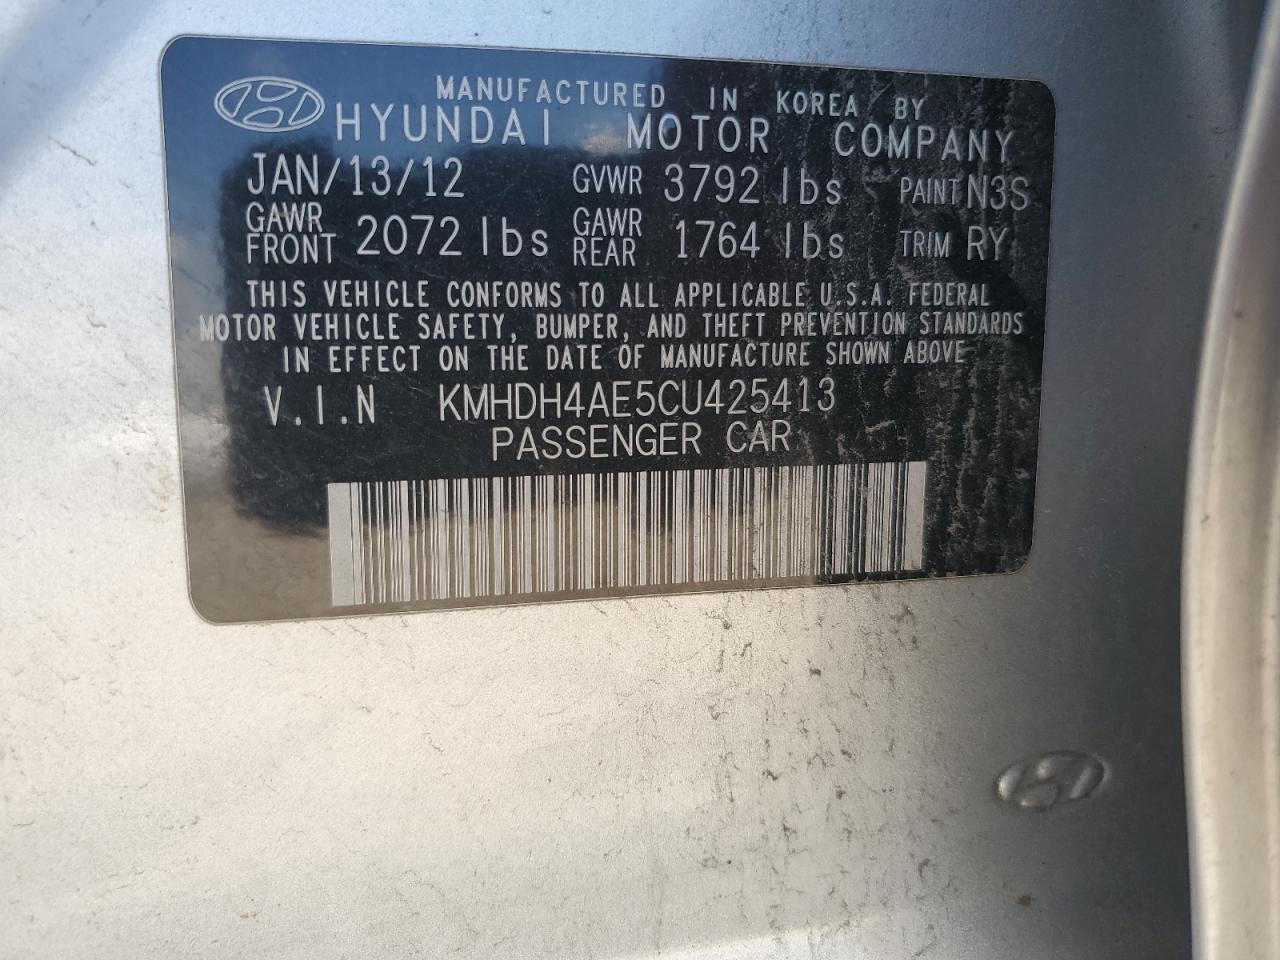 MANUFACTURED IN KOREA BY
HYUNDAI MOTOR COMPANY
JAN/13/12 GVWR 3792 lbs PAINT N3S
GAWR FRONT 2072 lbs GAWR REAR 1764 lbs TRIM RY
THIS VEHICLE CONFORMS TO ALL APPLICABLE U.S.A. FEDERAL
MOTOR VEHICLE SAFETY, BUMPER, AND THEFT PREVENTION STANDARDS
IN EFFECT ON THE DATE OF MANUFACTURE SHOWN ABOVE
V.I.N KMHDH4AE5CU425413
PASSENGER CAR